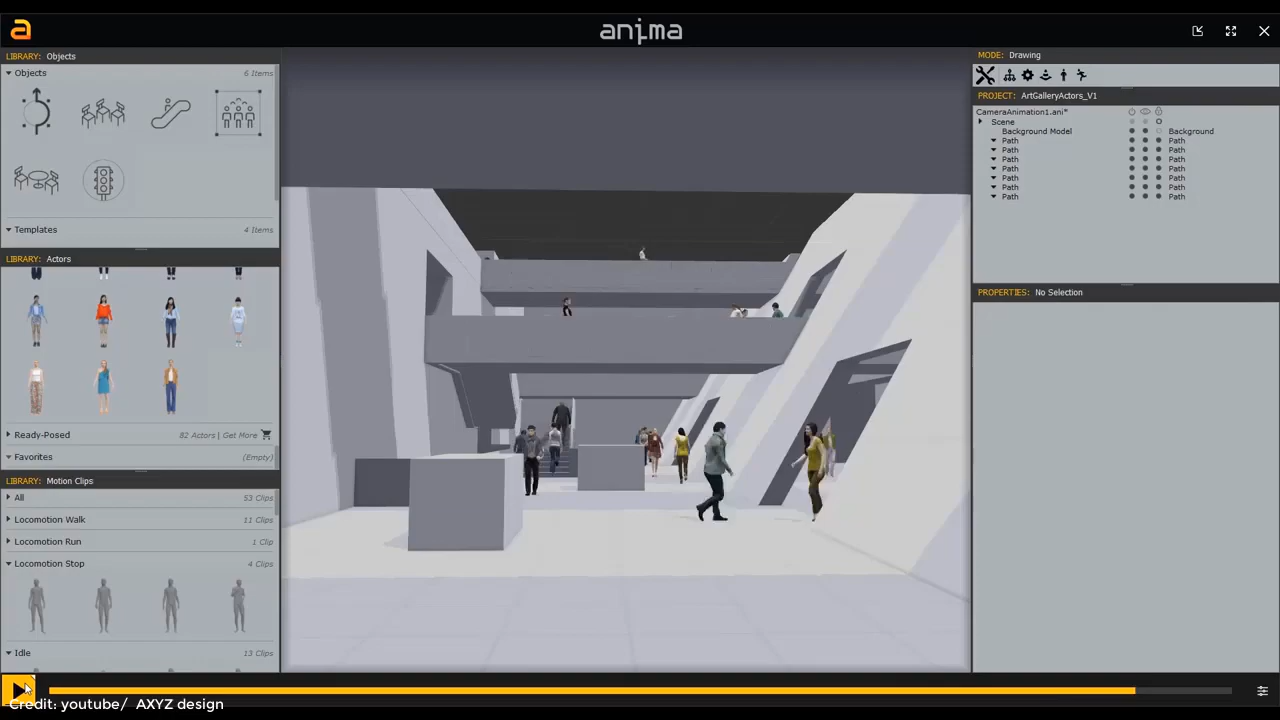 a
anima
LIBRARY: Objects
Objects 6 Items
Templates 4 Items
LIBRARY: Actors
Ready-Posed 82 Actors | Get More
Favorites (Empty)
LIBRARY: Motion Clips
All 53 Clips
Locomotion Walk 11 Clips
Locomotion Run 1 Clip
Locomotion Stop 4 Clips
Idle 13 Clips
MODE: Drawing
PROJECT: ArtGalleryActors_V1
CameraAnimation1.ani*
Scene
Background Model Background
Path Path
Path Path
Path Path
Path Path
Path Path
Path Path
Path Path
PROPERTIES: No Selection
Credit: youtube/ AXYZ design